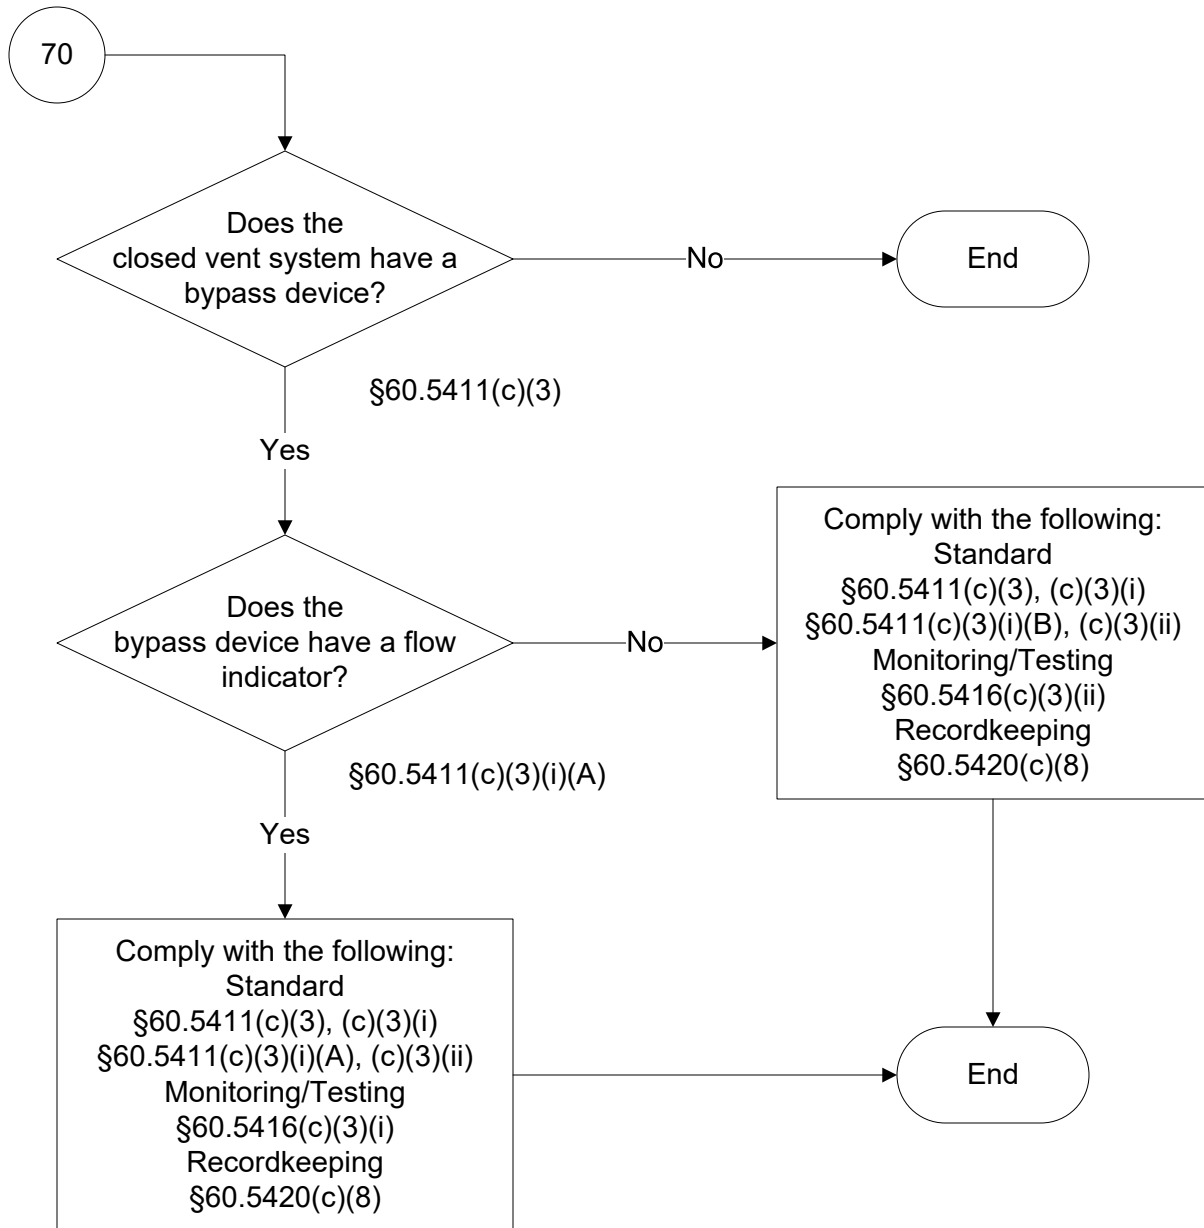 70
Does the
closed vent system have a
bypass device?
No
End
§60.5411(c)(3)
Yes
Does the
bypass device have a flow
indicator?
No
Comply with the following:
Standard
§60.5411(c)(3), (c)(3)(i)
§60.5411(c)(3)(i)(B), (c)(3)(ii)
Monitoring/Testing
§60.5416(c)(3)(ii)
Recordkeeping
§60.5420(c)(8)
§60.5411(c)(3)(i)(A)
Yes
Comply with the following:
Standard
§60.5411(c)(3), (c)(3)(i)
§60.5411(c)(3)(i)(A), (c)(3)(ii)
Monitoring/Testing
§60.5416(c)(3)(i)
Recordkeeping
§60.5420(c)(8)
End